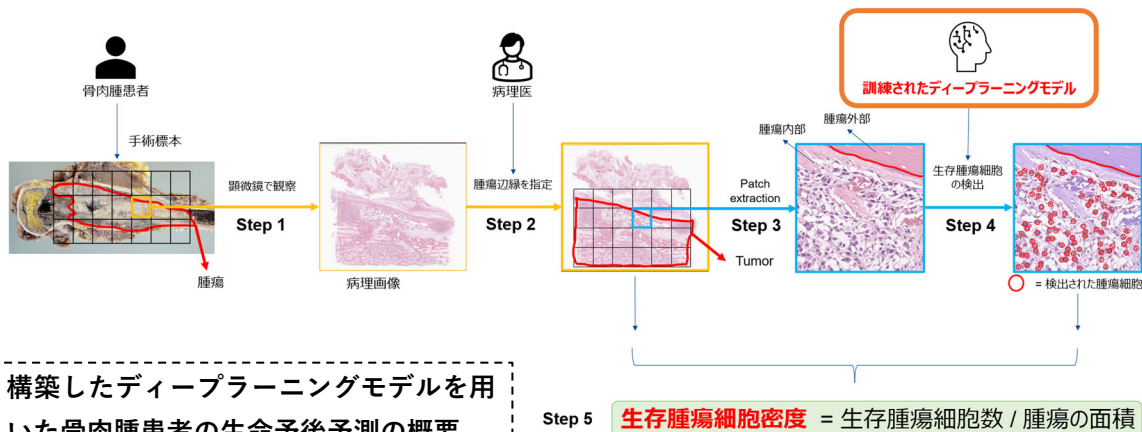 骨肉腫患者
手術標本
腫瘍
顕微鏡で観察
Step 1
病理画像
病理医
腫瘍辺縁を指定
Step 2
Tumor
Patch
extraction
Step 3
腫瘍内部
腫瘍外部
訓練されたディープラーニングモデル
生存腫瘍細胞
の検出
Step 4
= 検出された腫瘍細胞
構築したディープラーニングモデルを用
いた骨肉腫患者の生命予後予測の概要
Step 5
生存腫瘍細胞密度 = 生存腫瘍細胞数 / 腫瘍の面積